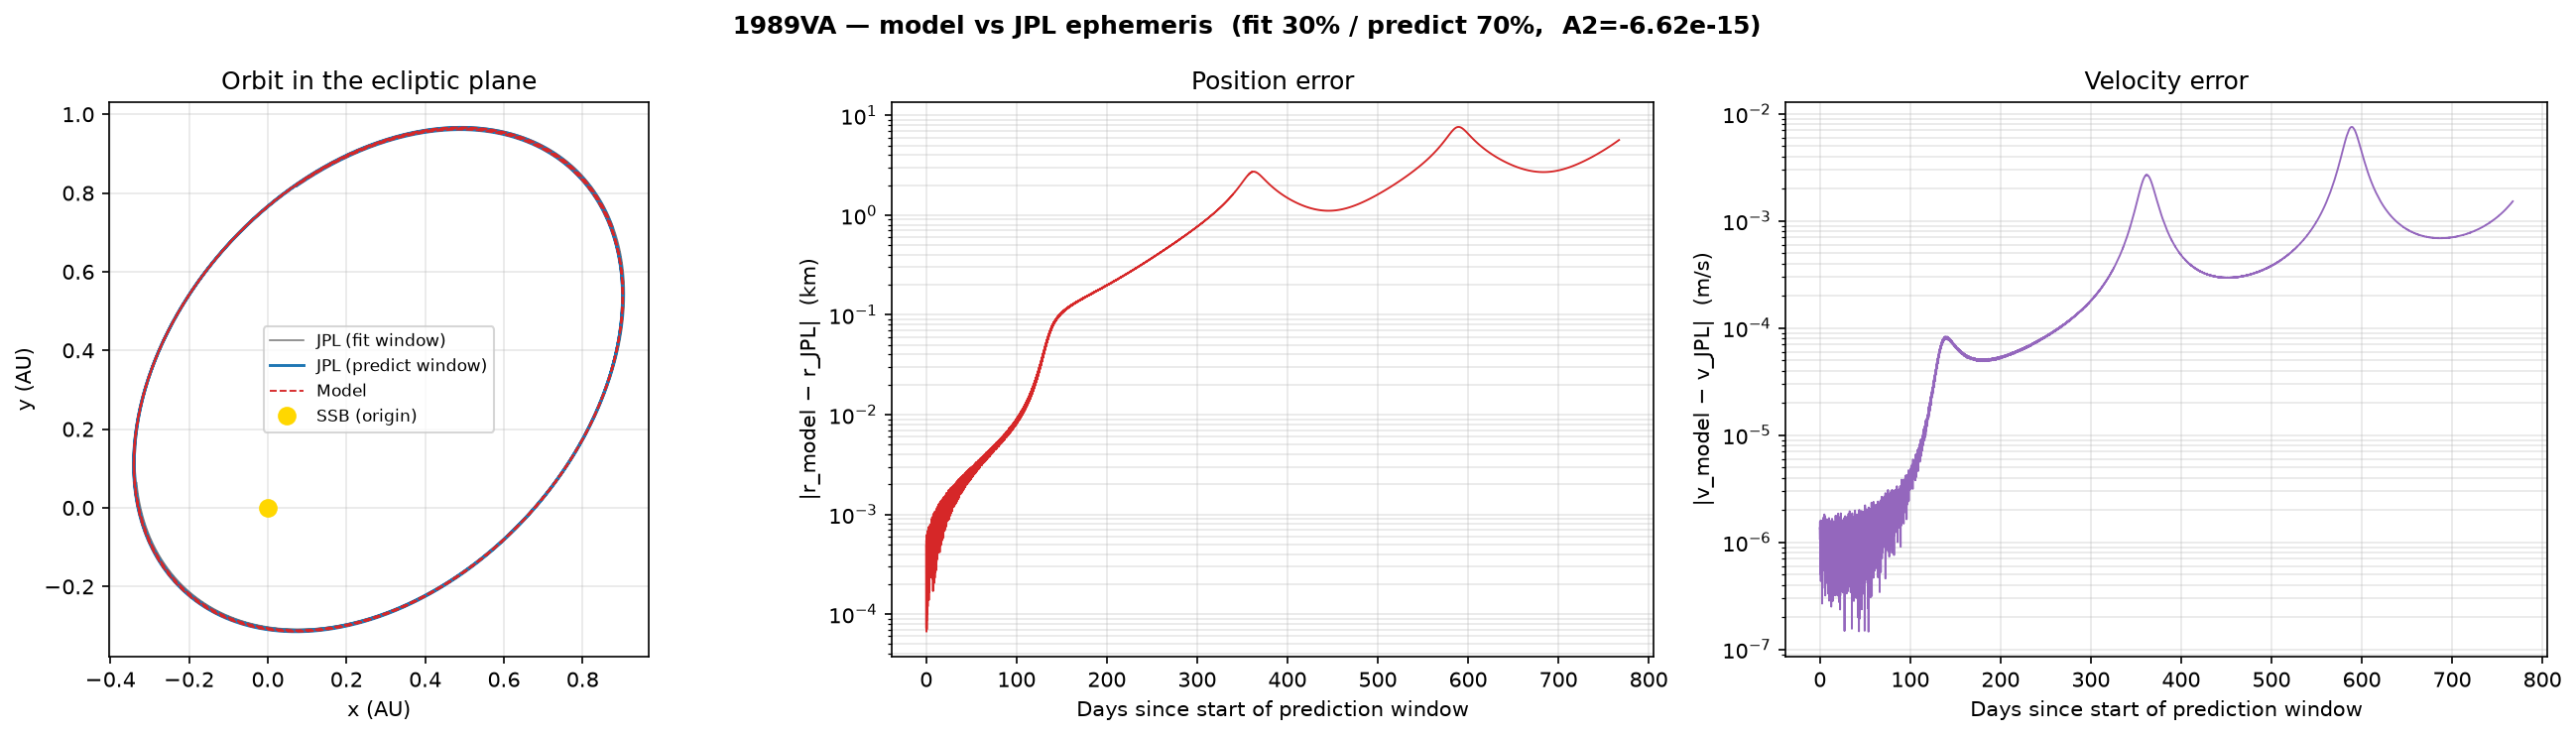 1989VA — model vs JPL ephemeris  (fit 30% / predict 70%,  A2=-6.62e-15)
Orbit in the ecliptic plane
y (AU)
1.0
0.8
0.6
0.4
0.2
0.0
−0.2
JPL (fit window)
JPL (predict window)
Model
SSB (origin)
−0.4 −0.2 0.0 0.2 0.4 0.6 0.8
x (AU)
Position error
|r_model − r_JPL|  (km)
10¹
10⁰
10⁻¹
10⁻²
10⁻³
10⁻⁴
0 100 200 300 400 500 600 700 800
Days since start of prediction window
Velocity error
|v_model − v_JPL|  (m/s)
10⁻²
10⁻³
10⁻⁴
10⁻⁵
10⁻⁶
10⁻⁷
0 100 200 300 400 500 600 700 800
Days since start of prediction window